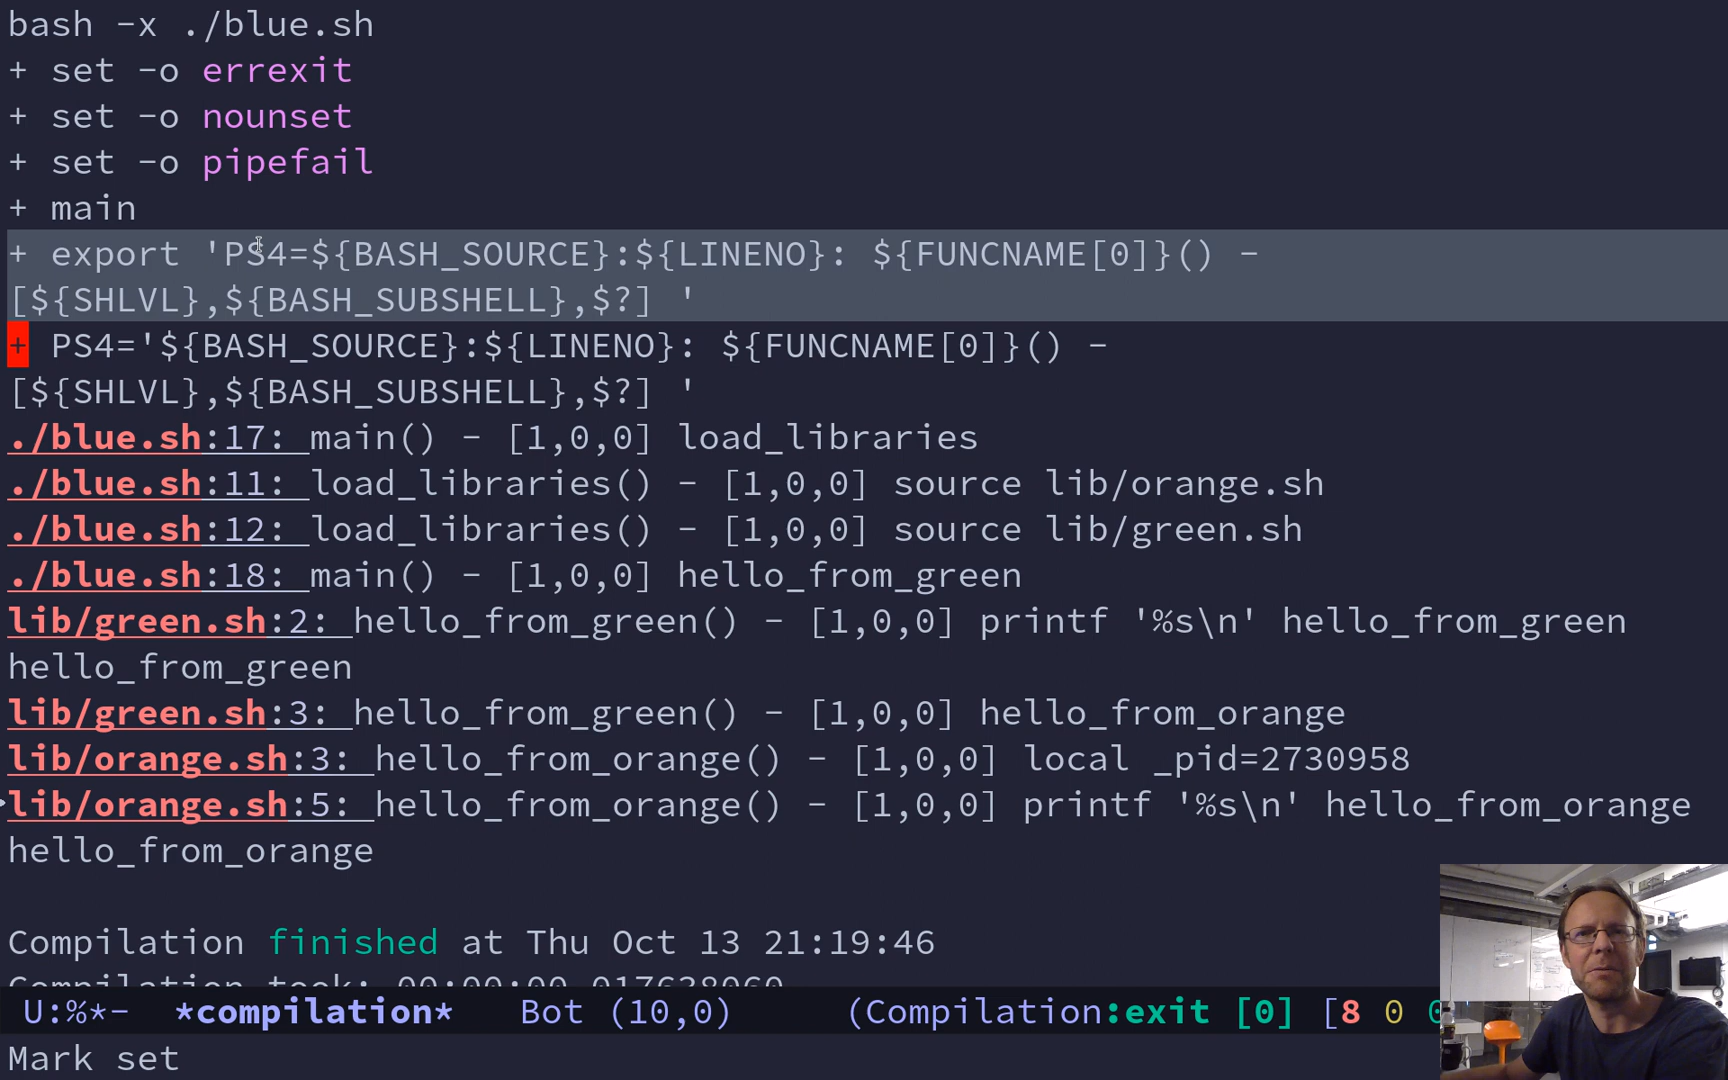 bash -x ./blue.sh
+ set -o errexit
+ set -o nounset
+ set -o pipefail
+ main
+ export 'PS4=${BASH_SOURCE}:${LINENO}: ${FUNCNAME[0]}() -
[${SHLVL},${BASH_SUBSHELL},$?] '
+ PS4='${BASH_SOURCE}:${LINENO}: ${FUNCNAME[0]}() -
[${SHLVL},${BASH_SUBSHELL},$?] '
./blue.sh:17: main() - [1,0,0] load_libraries
./blue.sh:11: load_libraries() - [1,0,0] source lib/orange.sh
./blue.sh:12: load_libraries() - [1,0,0] source lib/green.sh
./blue.sh:18: main() - [1,0,0] hello_from_green
lib/green.sh:2: hello_from_green() - [1,0,0] printf '%s\n' hello_from_green
hello_from_green
lib/green.sh:3: hello_from_green() - [1,0,0] hello_from_orange
lib/orange.sh:3: hello_from_orange() - [1,0,0] local _pid=2730958
lib/orange.sh:5: hello_from_orange() - [1,0,0] printf '%s\n' hello_from_orange
hello_from_orange
Compilation finished at Thu Oct 13 21:19:46
Compilation took:
U:%*- *compilation* Bot (10,0) (Compilation:exit [0] [8 0
Mark set